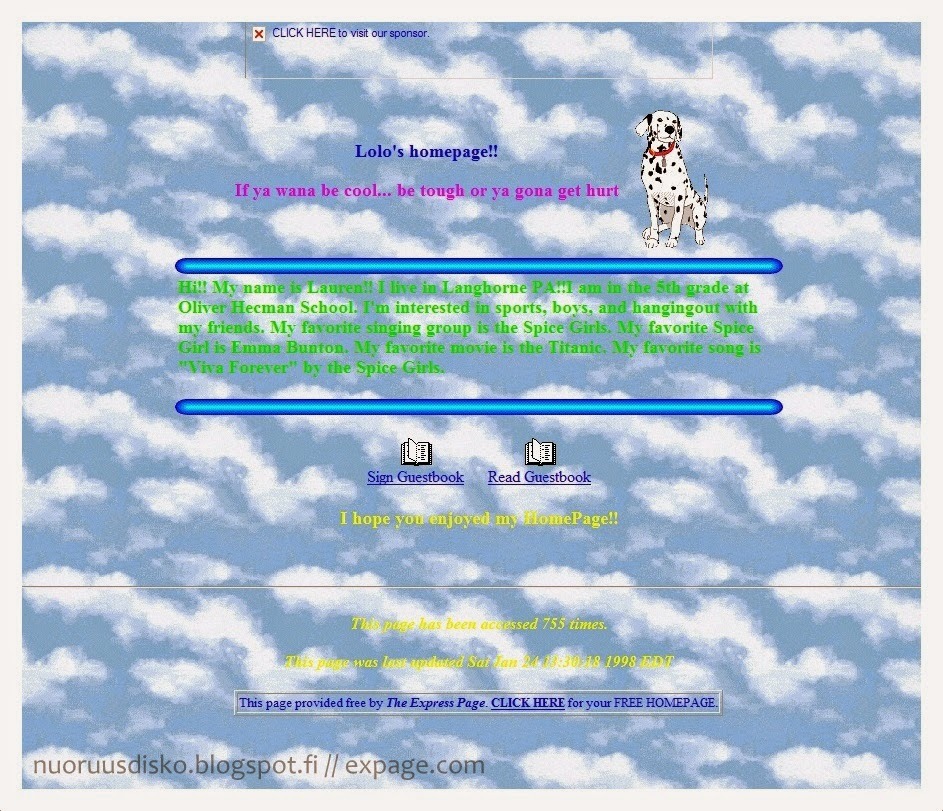 CLICK HERE to visit our sponsor.
Lolo's homepage!!
If ya wana be cool... be tough or ya gona get hurt
Hi!! My name is Lauren!! I live in Langhorne PA!!I am in the 5th grade at
Oliver Hecman School. I'm interested in sports, boys, and hangingout with
my friends. My favorite singing group is the Spice Girls. My favorite Spice
Girl is Emma Bunton. My favorite movie is the Titanic. My favorite song is
"Viva Forever" by the Spice Girls.
Sign Guestbook Read Guestbook
I hope you enjoyed my HomePage!!
This page has been accessed 755 times.
This page was last updated Sat Jan 24 13:30:18 1998 EDT
This page provided free by The Express Page. CLICK HERE for your FREE HOMEPAGE.
nuoruusdisko.blogspot.fi // expage.com